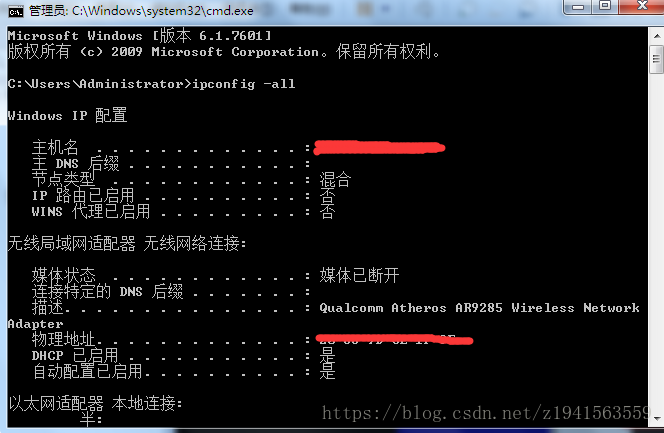 管理员: C:\Windows\system32\cmd.exe
Microsoft Windows [版本 6.1.7601]
版权所有 (c) 2009 Microsoft Corporation。保留所有权利。
C:\Users\Administrator>ipconfig -all
Windows IP 配置
主机名 . . . . . . . . . . . . . :
主 DNS 后缀 . . . . . . . . . . . :
节点类型 . . . . . . . . . . . . : 混合
IP 路由已启用 . . . . . . . . . . : 否
WINS 代理已启用 . . . . . . . . . : 否
无线局域网适配器 无线网络连接:
媒体状态 . . . . . . . . . . . . : 媒体已断开
连接特定的 DNS 后缀 . . . . . . . :
描述. . . . . . . . . . . . . . . : Qualcomm Atheros AR9285 Wireless Network
Adapter
物理地址. . . . . . . . . . . . . :
DHCP 已启用 . . . . . . . . . . . : 是
自动配置已启用. . . . . . . . . . : 是
以太网适配器 本地连接:
半:
https://blog.csdn.net/z1941563559